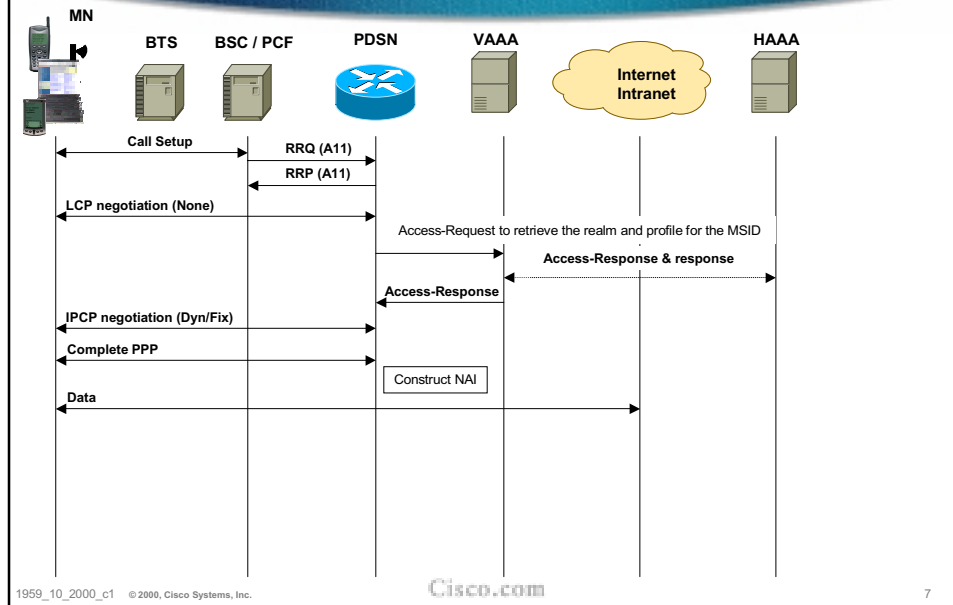 MN
BTS
BSC / PCF
PDSN
VAAA
HAAA
Internet
Intranet
Call Setup
RRQ (A11)
RRP (A11)
LCP negotiation (None)
Access-Request to retrieve the realm and profile for the MSID
Access-Response & response
Access-Response
IPCP negotiation (Dyn/Fix)
Complete PPP
Construct NAI
Data
1959_10_2000_c1 © 2000, Cisco Systems, Inc.
Cisco.com
7